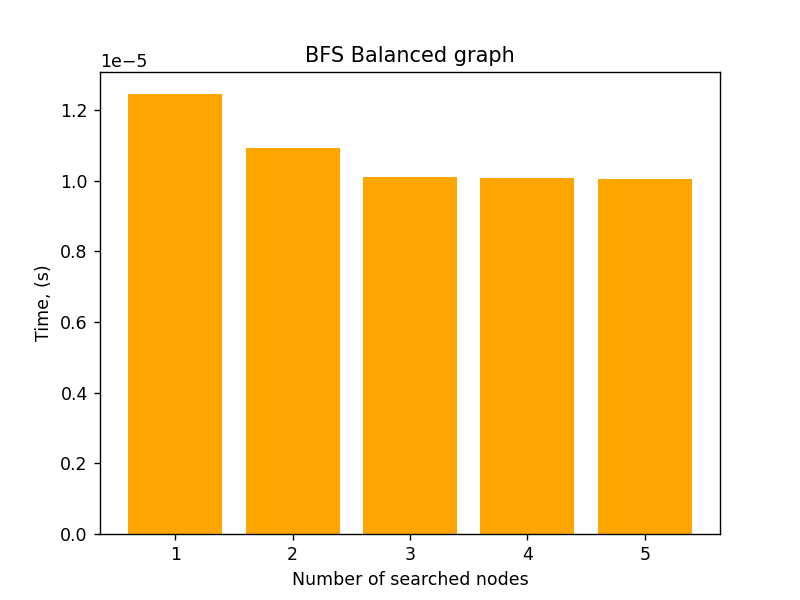 BFS Balanced graph
1e−5
1.2
1.0
0.8
0.6
0.4
0.2
0.0
Time, (s)
1 2 3 4 5
Number of searched nodes